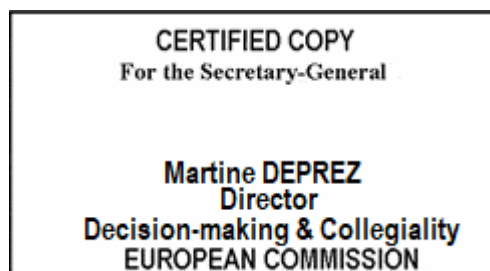 CERTIFIED COPY
For the Secretary-General
Martine DEPREZ
Director
Decision-making & Collegiality
EUROPEAN COMMISSION